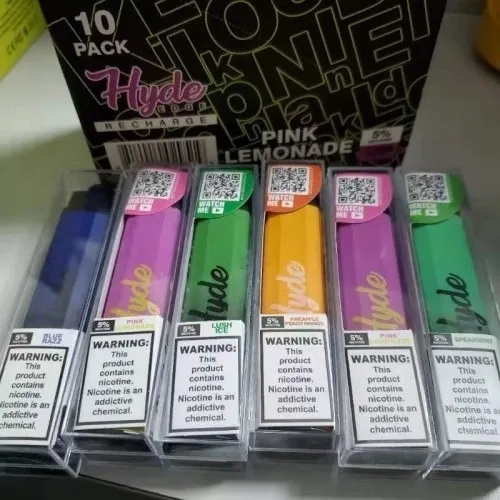 10
PACK
Hyde
EDGE
RECHARGE
PINK
LEMONADE
5%
WATCH
ME
WATCH
ME
WATCH
ME
WATCH
ME
Hyde
Hyde
Hyde
Hyde
5%
BLUE
RAZZ
WARNING:
This
product
contains
nicotine.
Nicotine is an
addictive
chemical.
5%
PINK
LEMONADE
WARNING:
This
product
contains
nicotine.
Nicotine is an
addictive
chemical.
5%
LUSH
ICE
WARNING:
This
product
contains
nicotine.
Nicotine is an
addictive
chemical.
5%
PINEAPPLE
PEACH MANGO
WARNING:
This
product
contains
nicotine.
Nicotine is an
addictive
chemical.
5%
PINK
LEMONADE
WARNING:
This
product
contains
nicotine.
Nicotine is an
addictive
chemical.
5%
SPEARMINT
WARNING:
This
product
contains
nicotine.
Nicotine is an
addictive
chemical.